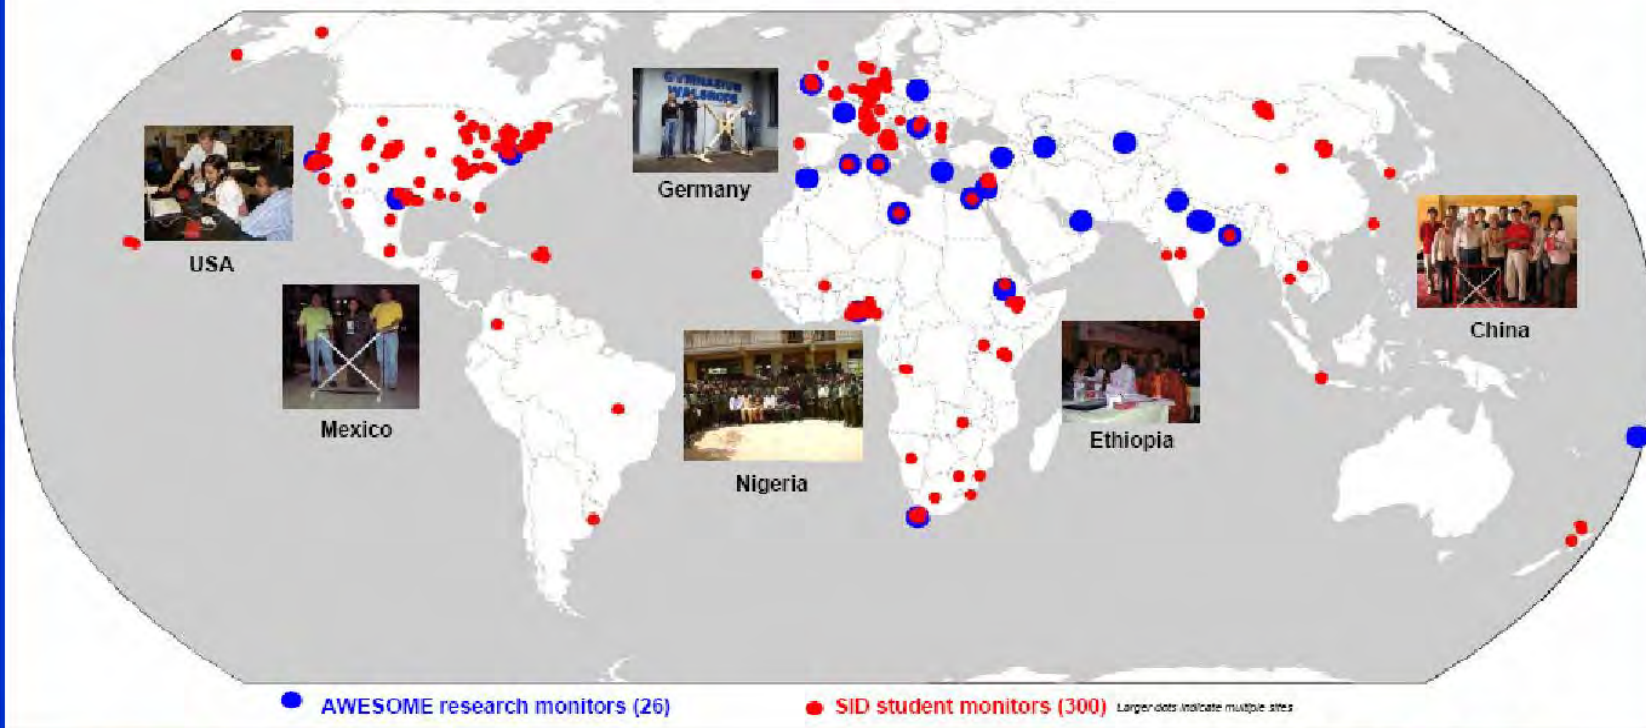 GYMNASIUM
WALSRODE
Germany
USA
China
Mexico
Ethiopia
Nigeria
AWESOME research monitors (26)
SID student monitors (300) Larger dots indicate multiple sites